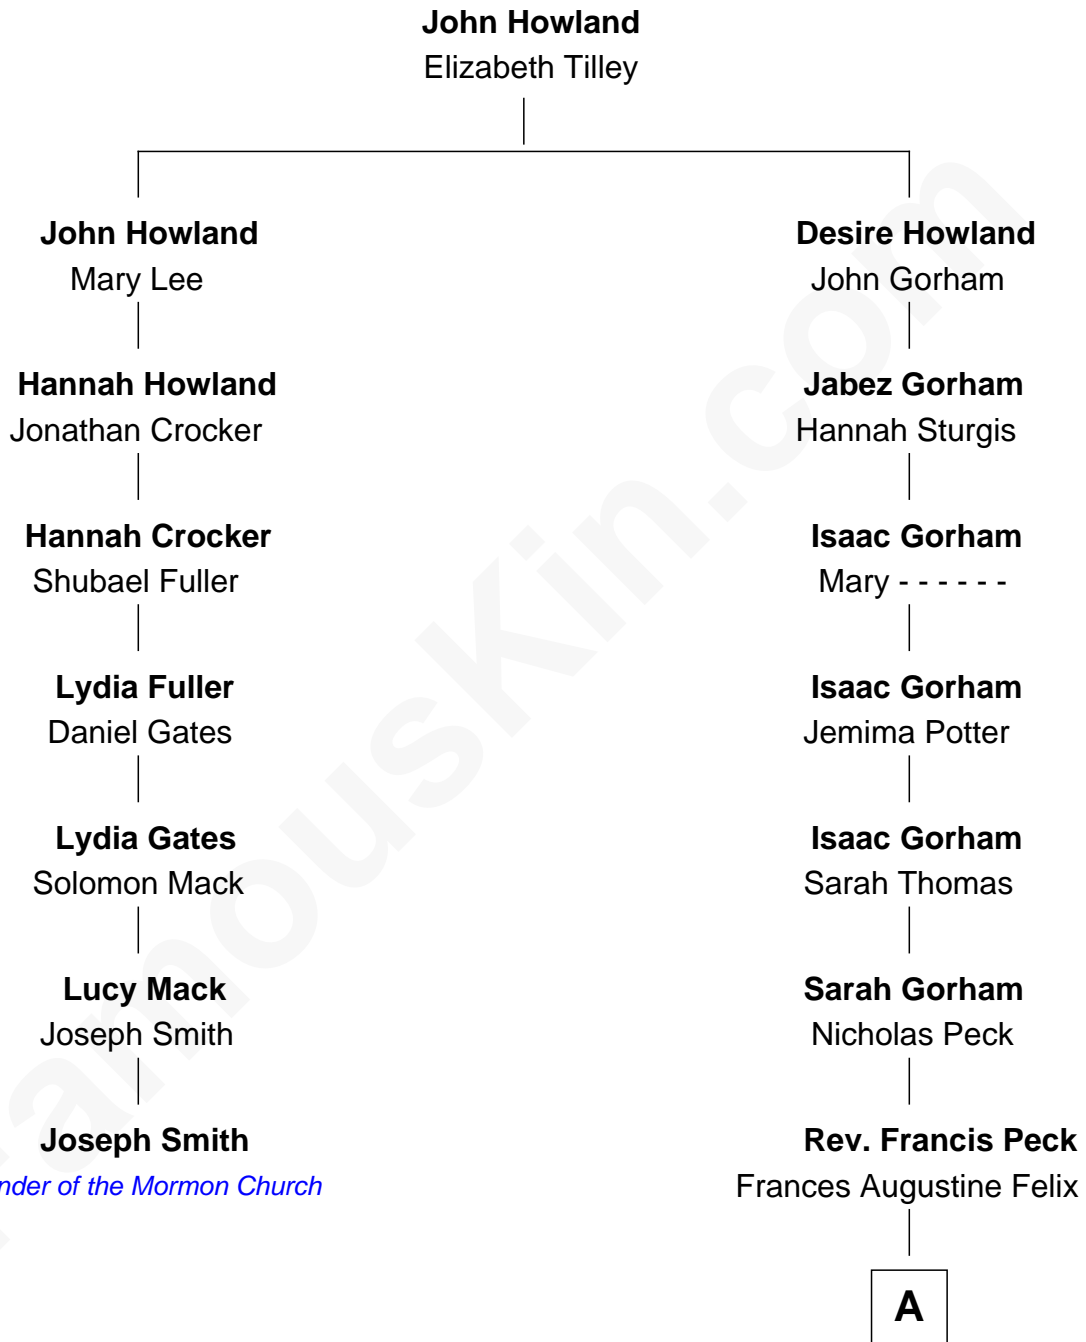 John Howland
Elizabeth Tilley
John Howland
Mary Lee
Desire Howland
John Gorham
Hannah Howland
Jonathan Crocker
Jabez Gorham
Hannah Sturgis
Hannah Crocker
Shubael Fuller
Isaac Gorham
Mary - - - - - -
Lydia Fuller
Daniel Gates
Isaac Gorham
Jemima Potter
Lydia Gates
Solomon Mack
Isaac Gorham
Sarah Thomas
Lucy Mack
Joseph Smith
Sarah Gorham
Nicholas Peck
Joseph Smith
nder of the Mormon Church
Rev. Francis Peck
Frances Augustine Felix
A
FamousKin.com